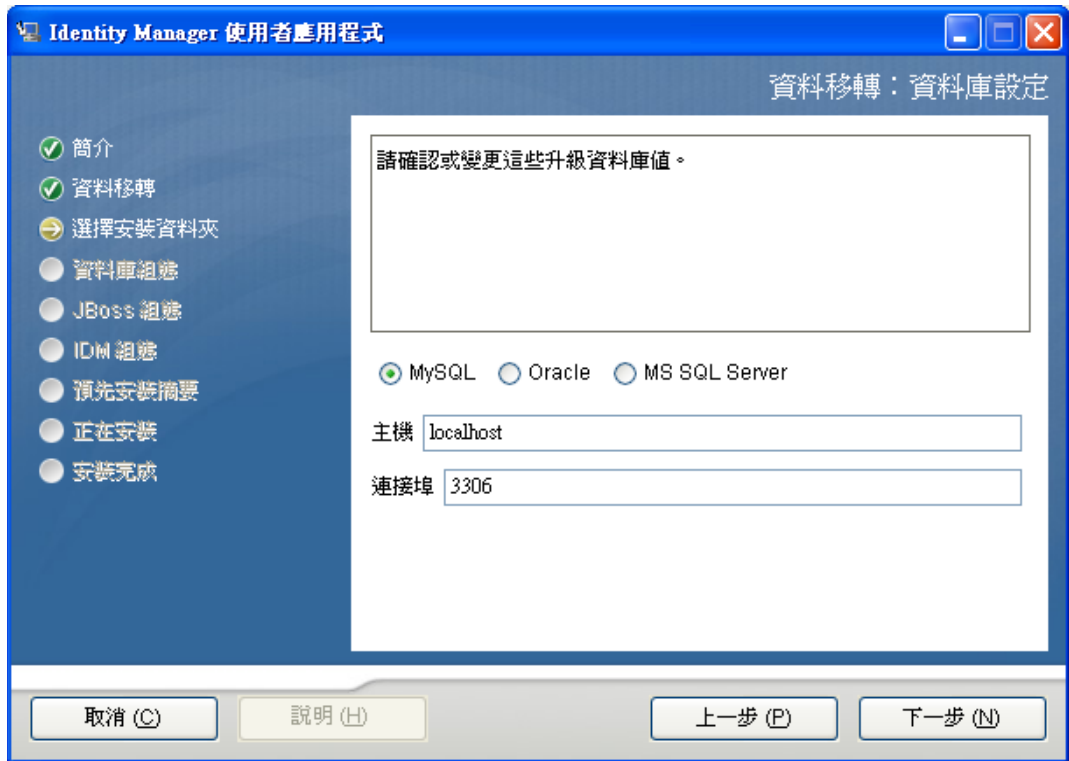 Identity Manager 使用者應用程式
資料移轉：資料庫設定
簡介
資料移轉
選擇安裝資料夾
資料庫組態
JBoss 組態
IDM 組態
預先安裝摘要
正在安裝
安裝完成
請確認或變更這些升級資料庫值。
MySQL Oracle MS SQL Server
主機 localhost
連接埠 3306
取消 (C) 說明 (H) 上一步 (P) 下一步 (N)